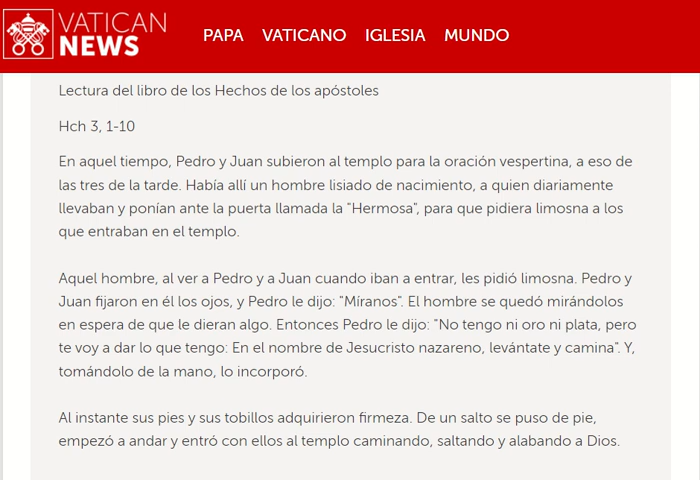 VATICAN
NEWS
PAPA VATICANO IGLESIA MUNDO
Lectura del libro de los Hechos de los apóstoles
Hch 3, 1-10
En aquel tiempo, Pedro y Juan subieron al templo para la oración vespertina, a eso de
las tres de la tarde. Había allí un hombre lisiado de nacimiento, a quien diariamente
llevaban y ponían ante la puerta llamada la "Hermosa", para que pidiera limosna a los
que entraban en el templo.
Aquel hombre, al ver a Pedro y a Juan cuando iban a entrar, les pidió limosna. Pedro y
Juan fijaron en él los ojos, y Pedro le dijo: "Míranos". El hombre se quedó mirándolos
en espera de que le dieran algo. Entonces Pedro le dijo: "No tengo ni oro ni plata, pero
te voy a dar lo que tengo: En el nombre de Jesucristo nazareno, levántate y camina". Y,
tomándolo de la mano, lo incorporó.
Al instante sus pies y sus tobillos adquirieron firmeza. De un salto se puso de pie,
empezó a andar y entró con ellos al templo caminando, saltando y alabando a Dios.